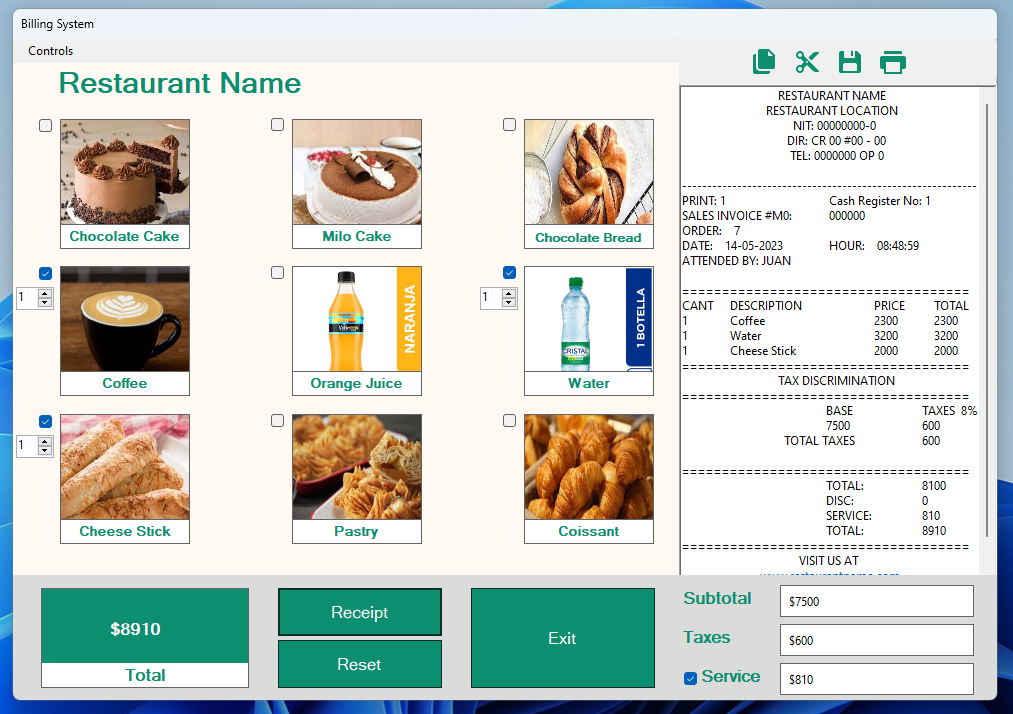 Billing System
Controls
Restaurant Name
Chocolate Cake
Milo Cake
Chocolate Bread
1
Coffee
NARANJA
Orange Juice
1
1 BOTELLA
CRISTAL
Water
1
Cheese Stick
Pastry
Coissant
RESTAURANT NAME
RESTAURANT LOCATION
NIT: 00000000-0
DIR: CR 00 #00 - 00
TEL: 0000000 OP 0
PRINT: 1 Cash Register No: 1
SALES INVOICE #M0: 000000
ORDER: 7
DATE: 14-05-2023 HOUR: 08:48:59
ATTENDED BY: JUAN
CANT DESCRIPTION PRICE TOTAL
1 Coffee 2300 2300
1 Water 3200 3200
1 Cheese Stick 2000 2000
TAX DISCRIMINATION
BASE TAXES 8%
7500 600
TOTAL TAXES 600
TOTAL: 8100
DISC: 0
SERVICE: 810
TOTAL: 8910
VISIT US AT
$8910
Total
Receipt
Reset
Exit
Subtotal $7500
Taxes $600
Service $810